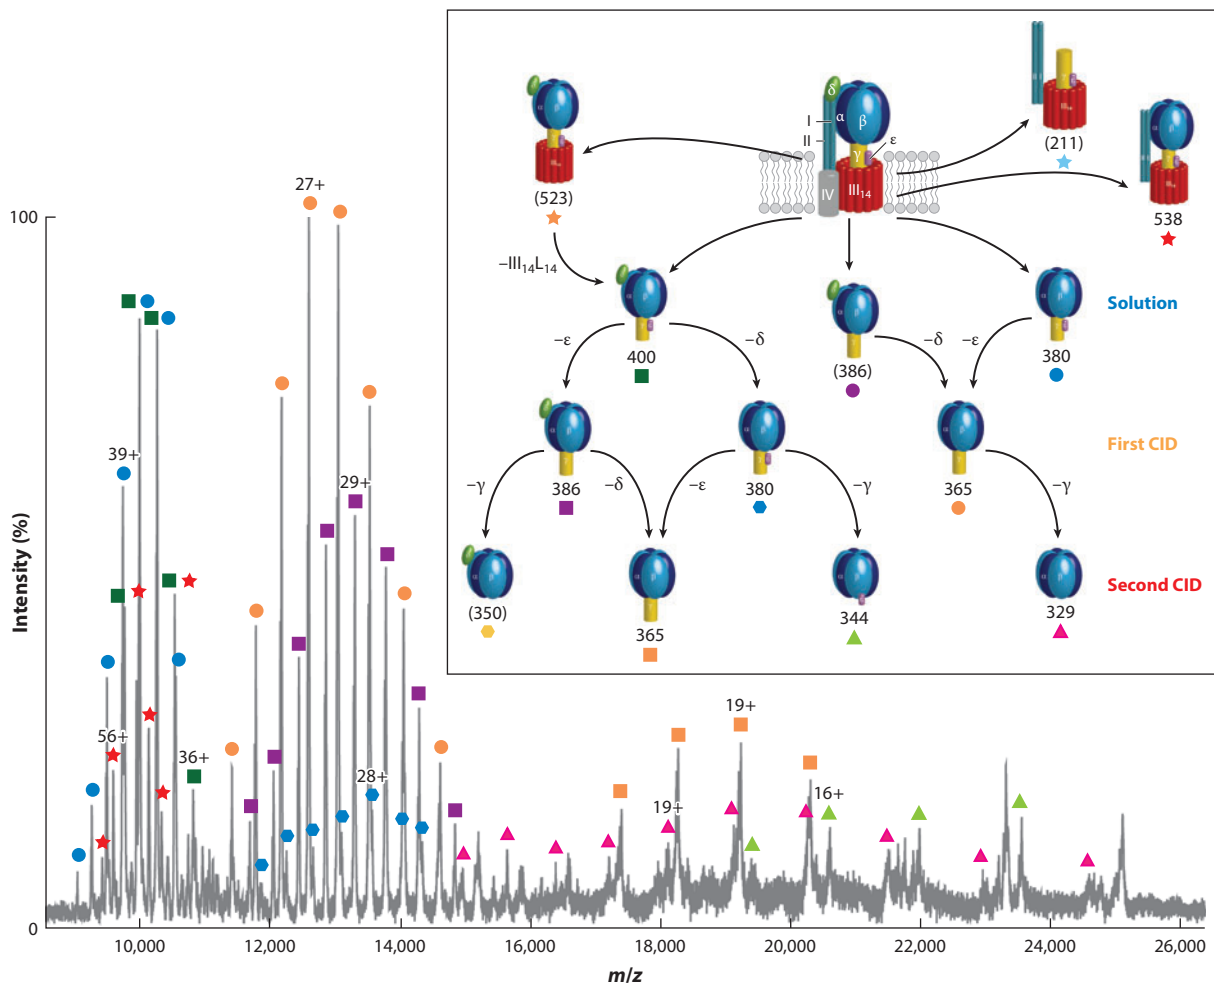 δ
I
α
β
ε
II
γ
IV
III₁₄
α
β
III₁₄
(523)
III₁₄
(211)
α
β
538
–III₁₄L₁₄
α
β
400
α
β
(386)
α
β
380
Solution
–ε
–δ
–δ
–ε
α
β
386
α
β
380
α
β
365
First CID
–γ
–δ
–ε
–γ
–γ
α
β
(350)
α
β
365
α
β
344
α
β
329
Second CID
100
27+
39+
29+
56+
36+
28+
19+
19+
16+
0
Intensity (%)
10,000
12,000
14,000
16,000
18,000
20,000
22,000
24,000
26,000
m/z